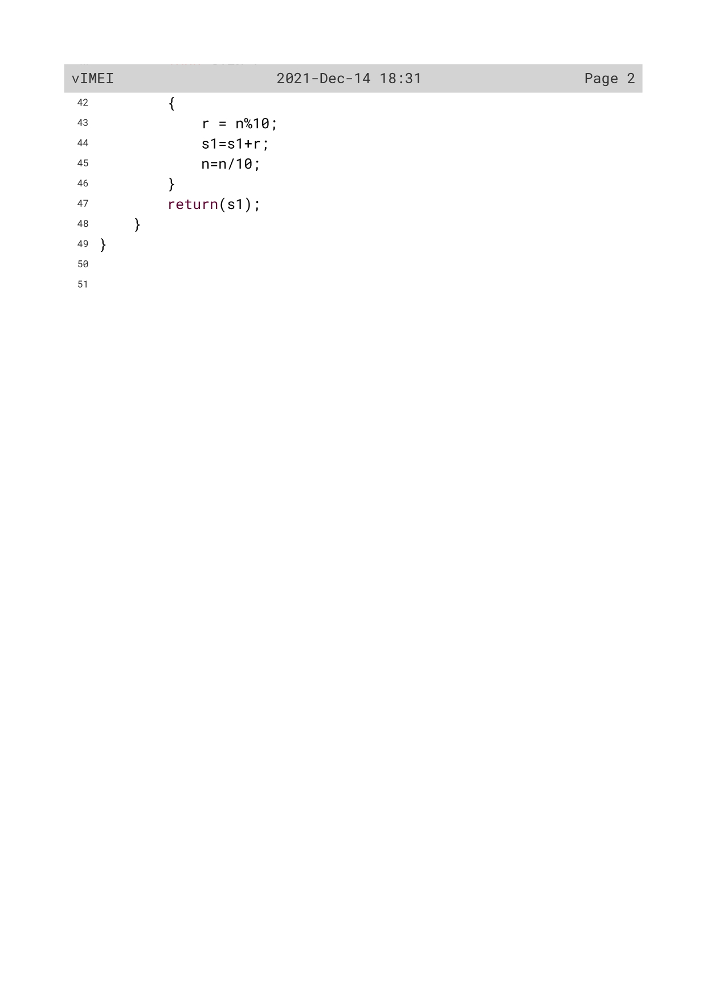 vIMEI 2021-Dec-14 18:31 Page 2
42 {
43 r = n%10;
44 s1=s1+r;
45 n=n/10;
46 }
47 return(s1);
48 }
49 }
50
51